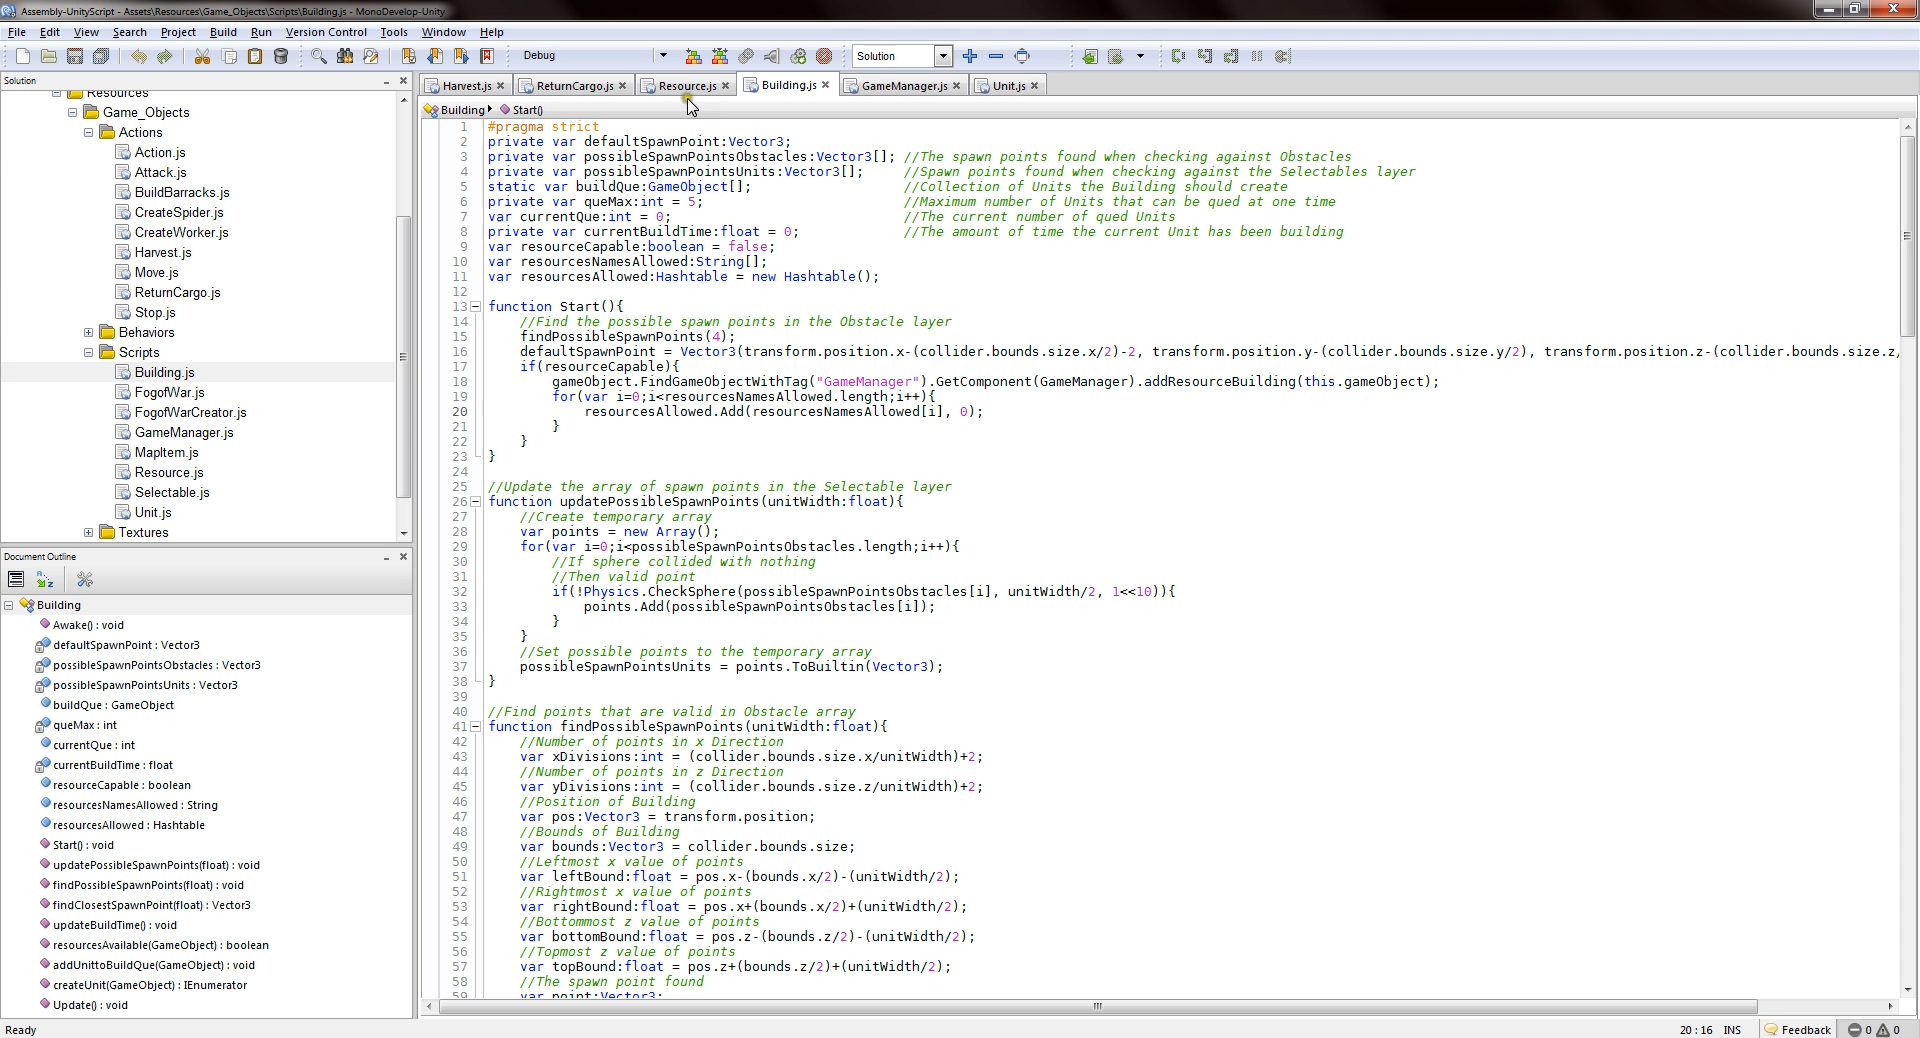 Assembly-UnityScript - Assets\Resources\Game_Objects\Scripts\Building.js - MonoDevelop-Unity
File Edit View Search Project Build Run Version Control Tools Window Help
Debug
Solution
Solution
Resources
Game_Objects
Actions
Action.js
Attack.js
BuildBarracks.js
CreateSpider.js
CreateWorker.js
Harvest.js
Move.js
ReturnCargo.js
Stop.js
Behaviors
Scripts
Building.js
FogofWar.js
FogofWarCreator.js
GameManager.js
MapItem.js
Resource.js
Selectable.js
Unit.js
Textures
Document Outline
Building
Awake() : void
defaultSpawnPoint : Vector3
possibleSpawnPointsObstacles : Vector3
possibleSpawnPointsUnits : Vector3
buildQue : GameObject
queMax : int
currentQue : int
currentBuildTime : float
resourceCapable : boolean
resourcesNamesAllowed : String
resourcesAllowed : Hashtable
Start() : void
updatePossibleSpawnPoints(float) : void
findPossibleSpawnPoints(float) : void
findClosestSpawnPoint(float) : Vector3
updateBuildTime() : void
resourcesAvailable(GameObject) : boolean
addUnittoBuildQue(GameObject) : void
createUnit(GameObject) : IEnumerator
Update() : void
Harvest.js ReturnCargo.js Resource.js Building.js GameManager.js Unit.js
Building Start()
1 #pragma strict
2 private var defaultSpawnPoint:Vector3;
3 private var possibleSpawnPointsObstacles:Vector3[]; //The spawn points found when checking against Obstacles
4 private var possibleSpawnPointsUnits:Vector3[]; //Spawn points found when checking against the Selectables layer
5 static var buildQue:GameObject[]; //Collection of Units the Building should create
6 private var queMax:int = 5; //Maximum number of Units that can be qued at one time
7 var currentQue:int = 0; //The current number of qued Units
8 private var currentBuildTime:float = 0; //The amount of time the current Unit has been building
9 var resourceCapable:boolean = false;
10 var resourcesNamesAllowed:String[];
11 var resourcesAllowed:Hashtable = new Hashtable();
12
13 function Start(){
14 //Find the possible spawn points in the Obstacle layer
15 findPossibleSpawnPoints(4);
16 defaultSpawnPoint = Vector3(transform.position.x-(collider.bounds.size.x/2)-2, transform.position.y-(collider.bounds.size.y/2), transform.position.z-(collider.bounds.size.z/
17 if(resourceCapable){
18 gameObject.FindGameObjectWithTag("GameManager").GetComponent(GameManager).addResourceBuilding(this.gameObject);
19 for(var i=0;i<resourcesNamesAllowed.length;i++){
20 resourcesAllowed.Add(resourcesNamesAllowed[i], 0);
21 }
22 }
23 }
24
25 //Update the array of spawn points in the Selectable layer
26 function updatePossibleSpawnPoints(unitWidth:float){
27 //Create temporary array
28 var points = new Array();
29 for(var i=0;i<possibleSpawnPointsObstacles.length;i++){
30 //If sphere collided with nothing
31 //Then valid point
32 if(!Physics.CheckSphere(possibleSpawnPointsObstacles[i], unitWidth/2, 1<<10)){
33 points.Add(possibleSpawnPointsObstacles[i]);
34 }
35 }
36 //Set possible points to the temporary array
37 possibleSpawnPointsUnits = points.ToBuiltin(Vector3);
38 }
39
40 //Find points that are valid in Obstacle array
41 function findPossibleSpawnPoints(unitWidth:float){
42 //Number of points in x Direction
43 var xDivisions:int = (collider.bounds.size.x/unitWidth)+2;
44 //Number of points in z Direction
45 var yDivisions:int = (collider.bounds.size.z/unitWidth)+2;
46 //Position of Building
47 var pos:Vector3 = transform.position;
48 //Bounds of Building
49 var bounds:Vector3 = collider.bounds.size;
50 //Leftmost x value of points
51 var leftBound:float = pos.x-(bounds.x/2)-(unitWidth/2);
52 //Rightmost x value of points
53 var rightBound:float = pos.x+(bounds.x/2)+(unitWidth/2);
54 //Bottommost z value of points
55 var bottomBound:float = pos.z-(bounds.z/2)-(unitWidth/2);
56 //Topmost z value of points
57 var topBound:float = pos.z+(bounds.z/2)+(unitWidth/2);
58 //The spawn point found
59 var point:Vector3;
Ready 20 : 16 INS Feedback 0 0